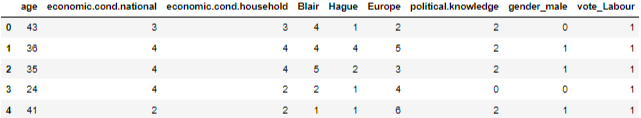 age economic.cond.national economic.cond.household Blair Hague Europe political.knowledge gender_male vote_Labour
0 43 3 3 4 1 2 2 0 1
1 36 4 4 4 4 5 2 1 1
2 35 4 4 5 2 3 2 1 1
3 24 4 2 2 1 4 0 0 1
4 41 2 2 1 1 6 2 1 1